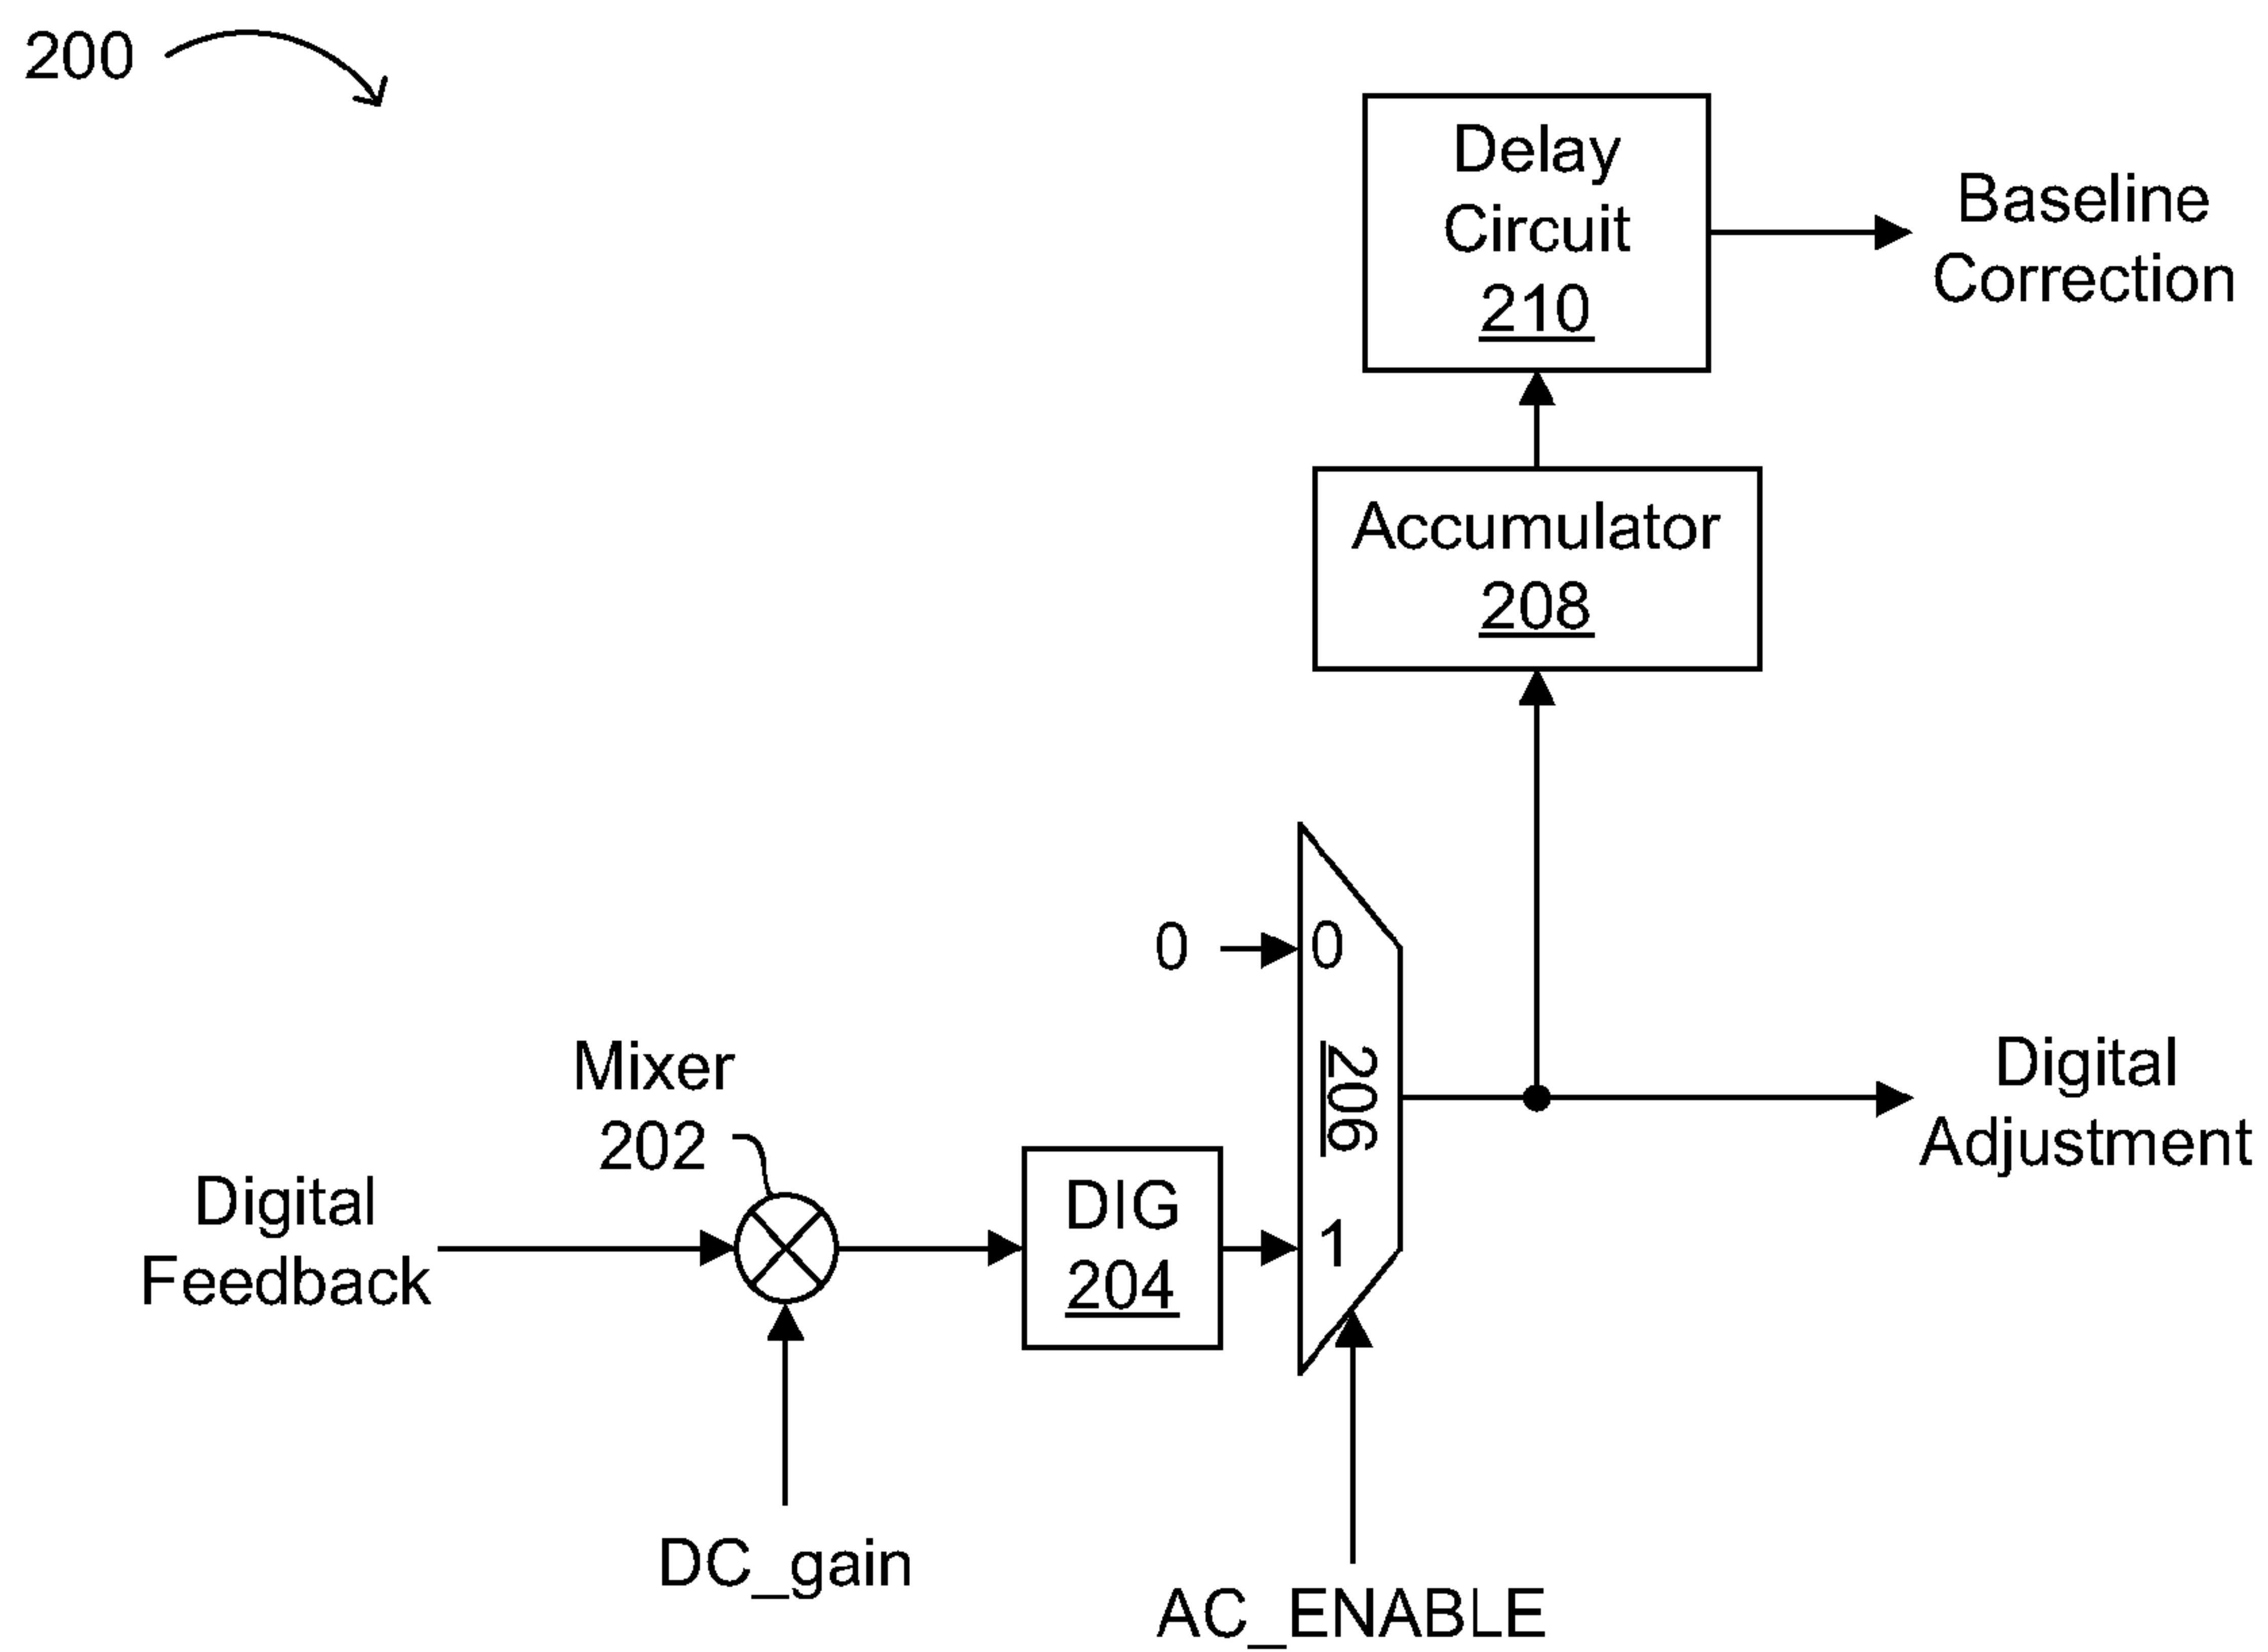 200
Delay
Circuit
210
Baseline
Correction
Accumulator
208
0
0
206
1
Mixer
202
Digital
Feedback
DIG
204
Digital
Adjustment
DC_gain
AC_ENABLE